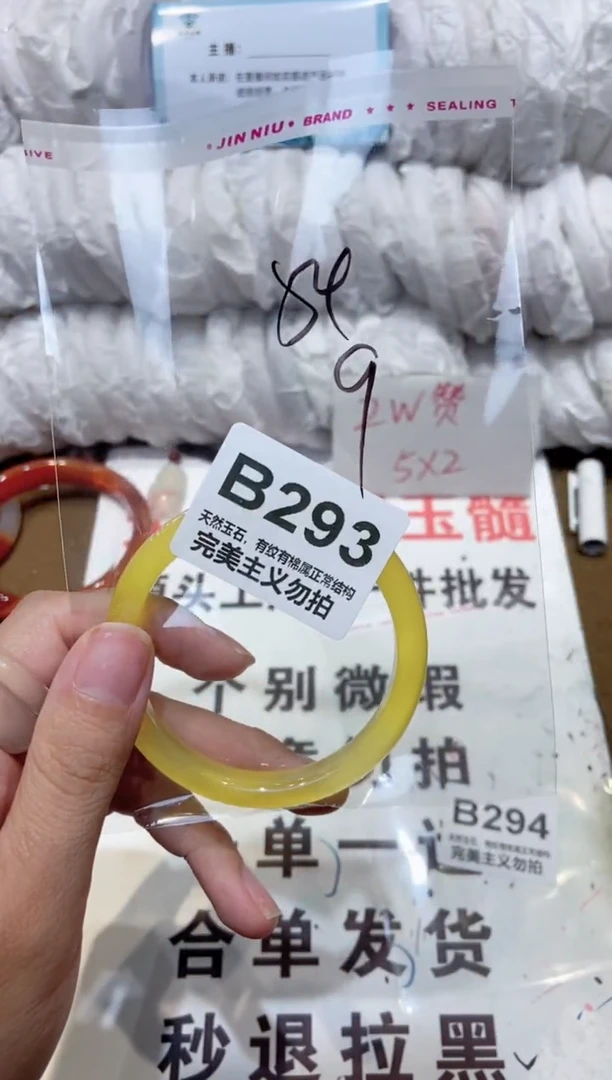 主 播：
IVE
• JIN NIU • BRAND ★ ★ ★ SEALING T
9
2W赞
5X2
B293
天然玉石，有纹有棉属正常结构
完美主义勿拍
玉髓
源头工 件批发
个别微瑕
拍
B294
完美主义勿拍
单一
合单发货
秒退拉黑